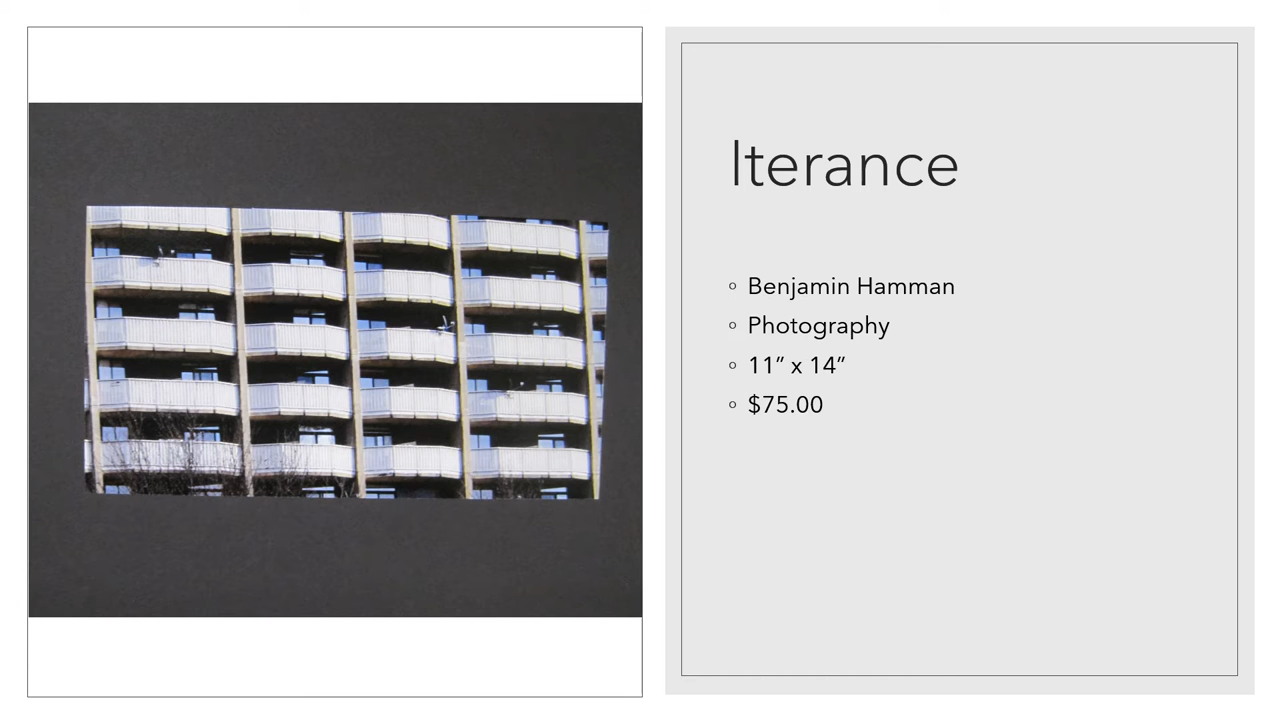 Iterance
Benjamin Hamman
Photography
11” x 14”
$75.00